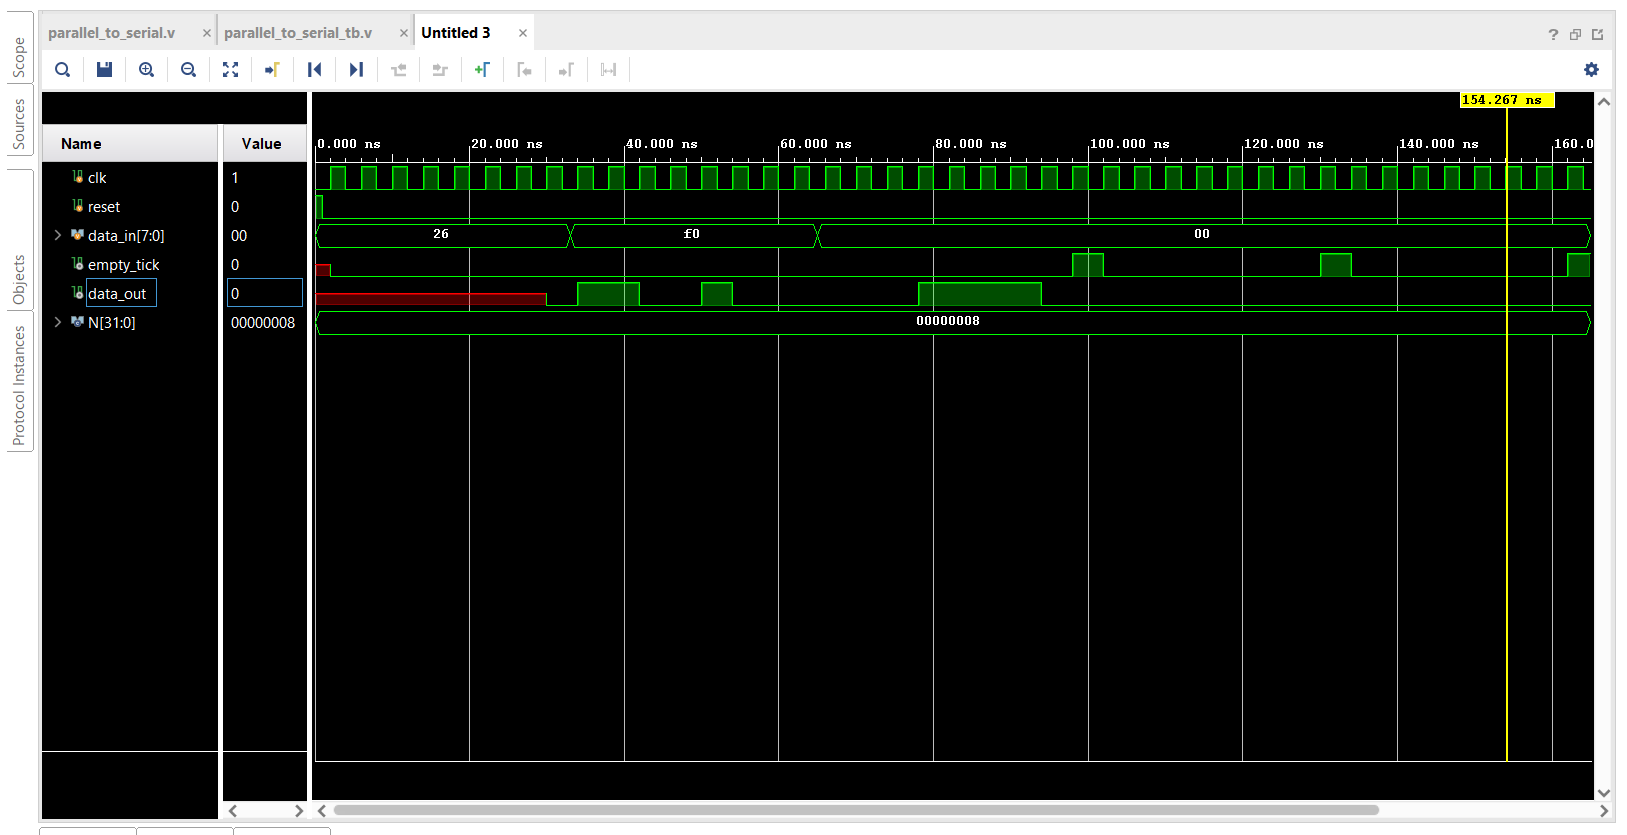 parallel_to_serial.v × parallel_to_serial_tb.v × Untitled 3 ×
Scope
Sources
Objects
Protocol Instances
154.267 ns
Name Value
0.000 ns 20.000 ns 40.000 ns 60.000 ns 80.000 ns 100.000 ns 120.000 ns 140.000 ns 160.0
clk 1
reset 0
data_in[7:0] 00 26 f0 00
empty_tick 0
data_out 0
N[31:0] 00000008 00000008